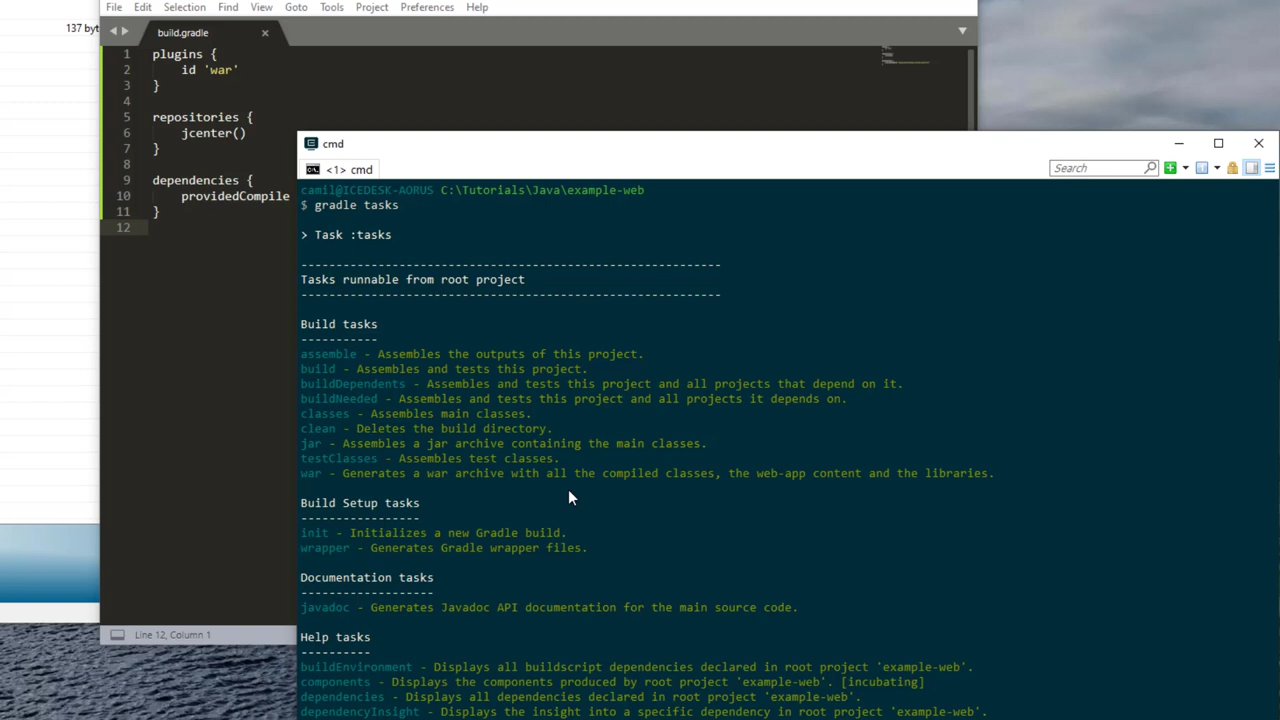 File Edit Selection Find View Goto Tools Project Preferences Help
137 byt
build.gradle
1 plugins {
2 id 'war'
3 }
4
5 repositories {
6 jcenter()
7 }
8
9 dependencies {
10 providedCompile
11 }
12
Line 12, Column 1
cmd
<1> cmd
Search
camil@ICEDESK-AORUS C:\Tutorials\Java\example-web
$ gradle tasks
> Task :tasks
------------------------------------------------------------
Tasks runnable from root project
------------------------------------------------------------
Build tasks
-----------
assemble - Assembles the outputs of this project.
build - Assembles and tests this project.
buildDependents - Assembles and tests this project and all projects that depend on it.
buildNeeded - Assembles and tests this project and all projects it depends on.
classes - Assembles main classes.
clean - Deletes the build directory.
jar - Assembles a jar archive containing the main classes.
testClasses - Assembles test classes.
war - Generates a war archive with all the compiled classes, the web-app content and the libraries.
Build Setup tasks
-----------------
init - Initializes a new Gradle build.
wrapper - Generates Gradle wrapper files.
Documentation tasks
-------------------
javadoc - Generates Javadoc API documentation for the main source code.
Help tasks
----------
buildEnvironment - Displays all buildscript dependencies declared in root project 'example-web'.
components - Displays the components produced by root project 'example-web'. [incubating]
dependencies - Displays all dependencies declared in root project 'example-web'.
dependencyInsight - Displays the insight into a specific dependency in root project 'example-web'.